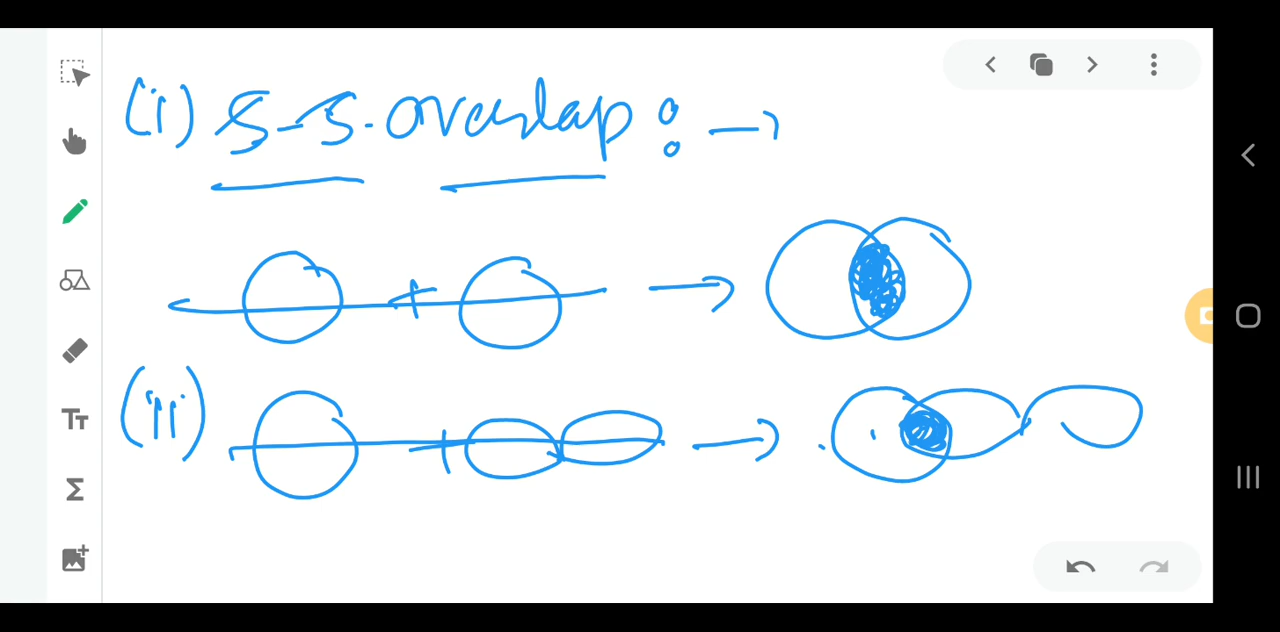 (i) S-S. overlap : →
+ →
(ii) + →